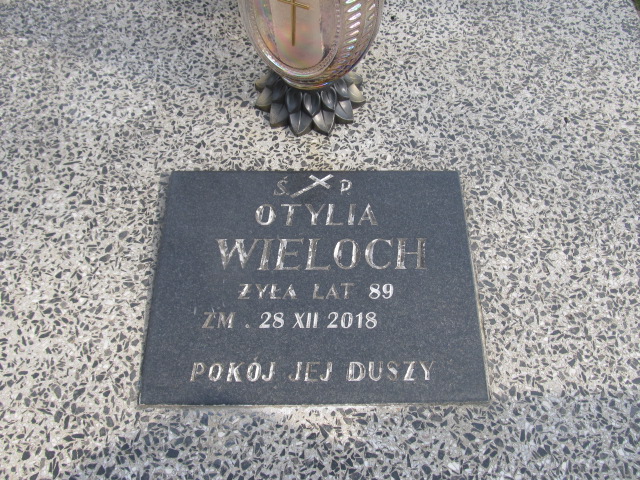 Ś P
OTYLIA
WIELOCH
ŻYŁA LAT 89
ZM. 28 XII 2018
POKÓJ JEJ DUSZY